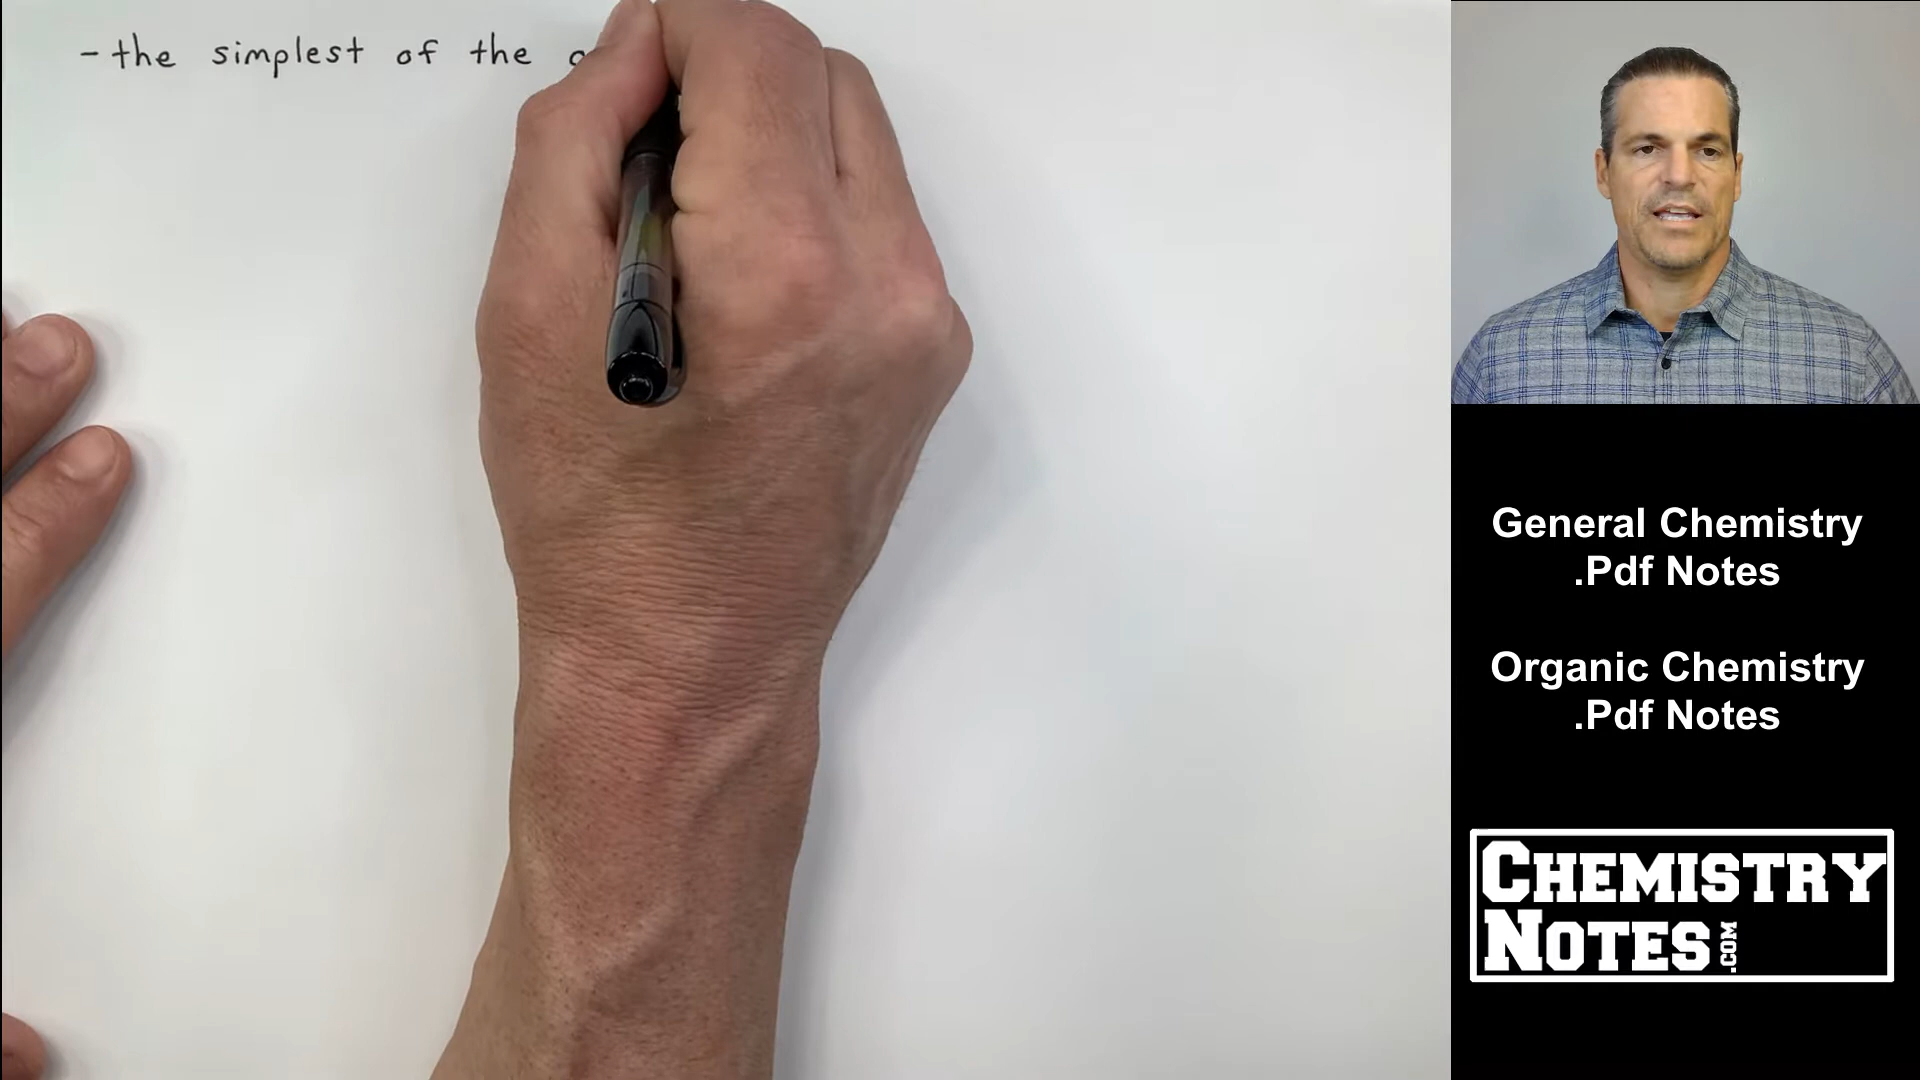 - the simplest of the
General Chemistry
.Pdf Notes
Organic Chemistry
.Pdf Notes
CHEMISTRY
NOTES.COM